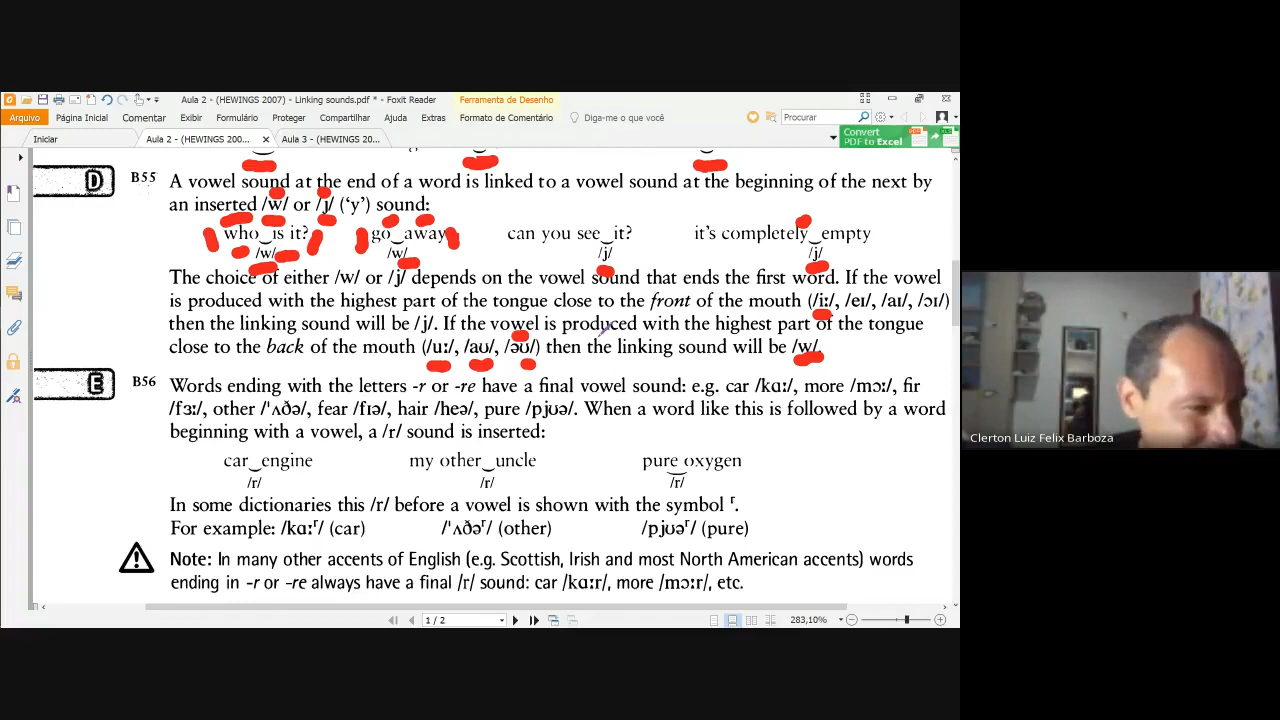 Aula 2 - (HEWINGS 2007) - Linking sounds.pdf * - Foxit Reader
Ferramenta de Desenho
Arquivo Página Inicial Comentar Exibir Formulário Proteger Compartilhar Ajuda Extras Formato de Comentário Diga-me o que você Procurar
Iniciar Aula 2 - (HEWINGS 200... Aula 3 - (HEWINGS 20...
Convert
PDF to Excel
D B55 A vowel sound at the end of a word is linked to a vowel sound at the beginning of the next by
an inserted /w/ or /j/ ('y') sound:
who‿is it? go‿away can you see‿it? it's completely‿empty
/w/ /w/ /j/ /j/
The choice of either /w/ or /j/ depends on the vowel sound that ends the first word. If the vowel
is produced with the highest part of the tongue close to the front of the mouth (/iː/, /eɪ/, /aɪ/, /ɔɪ/)
then the linking sound will be /j/. If the vowel is produced with the highest part of the tongue
close to the back of the mouth (/uː/, /aʊ/, /əʊ/) then the linking sound will be /w/.
E B56 Words ending with the letters -r or -re have a final vowel sound: e.g. car /kɑː/, more /mɔː/, fir
/fɜː/, other /ˈʌðə/, fear /fɪə/, hair /heə/, pure /pjʊə/. When a word like this is followed by a word
beginning with a vowel, a /r/ sound is inserted:
car‿engine my other‿uncle pure‿oxygen
/r/ /r/ /r/
In some dictionaries this /r/ before a vowel is shown with the symbol ʳ.
For example: /kɑːʳ/ (car) /ˈʌðəʳ/ (other) /pjʊəʳ/ (pure)
Note: In many other accents of English (e.g. Scottish, Irish and most North American accents) words
ending in -r or -re always have a final /r/ sound: car /kɑːr/, more /mɔːr/, etc.
1 / 2 283,10%
Clerton Luiz Felix Barboza